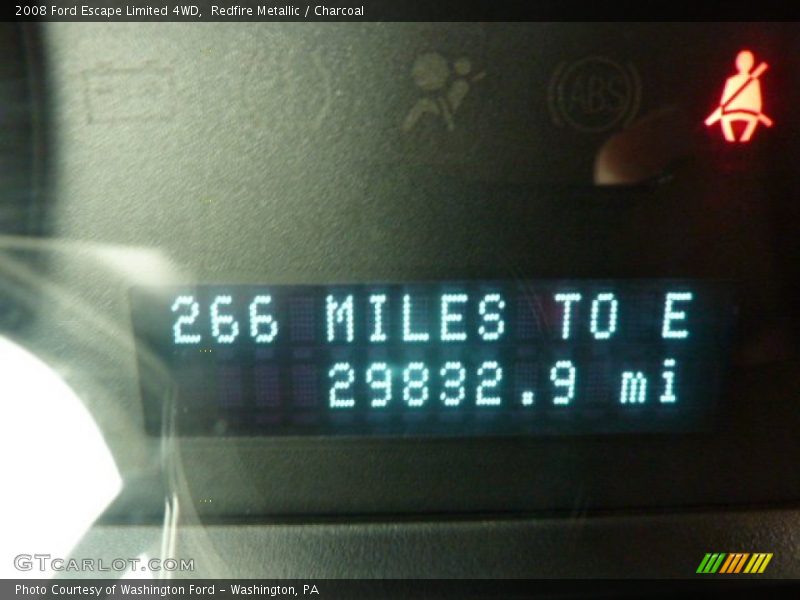 2008 Ford Escape Limited 4WD,  Redfire Metallic / Charcoal
ABS
266 MILES TO E
29832.9 mi
GTCARLOT.COM
Photo Courtesy of Washington Ford - Washington, PA